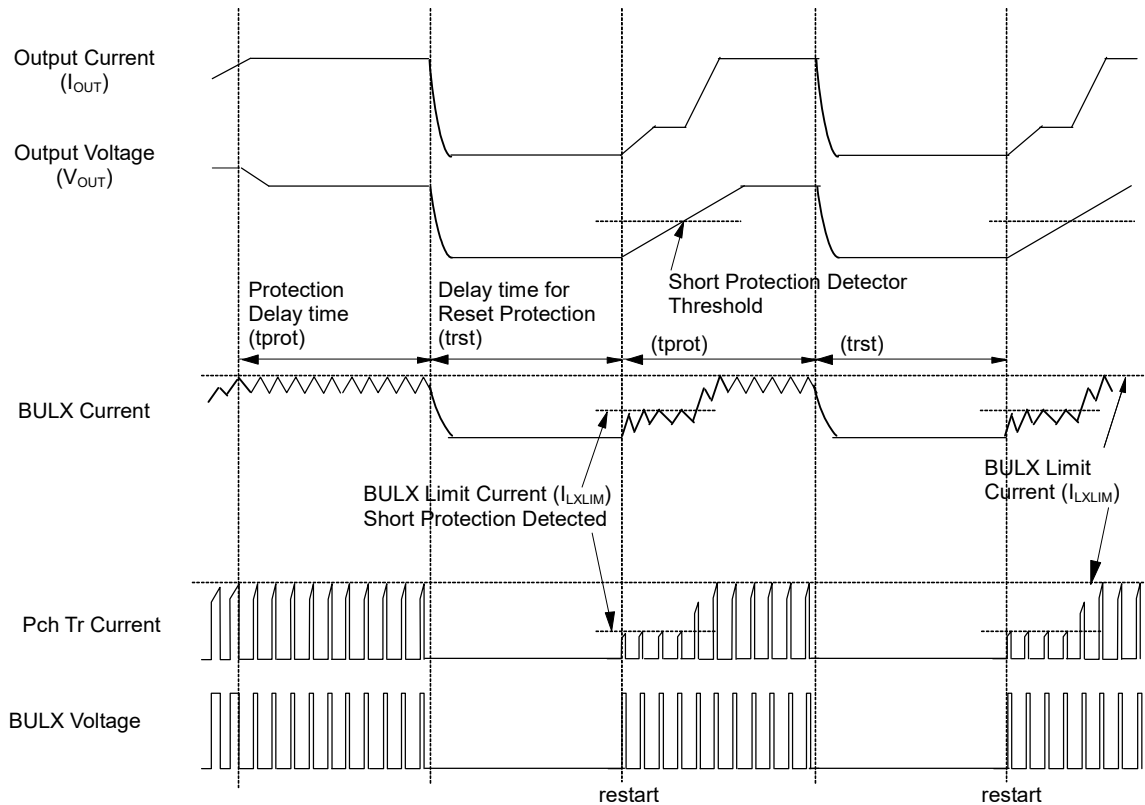 Output Current
(IOUT)
Output Voltage
(VOUT)
Short Protection Detector
Threshold
Protection
Delay time
(tprot)
Delay time for
Reset Protection
(trst)
(tprot)
(trst)
BULX Current
BULX Limit Current (ILXLIM)
Short Protection Detected
BULX Limit
Current (ILXLIM)
Pch Tr Current
BULX Voltage
restart
restart